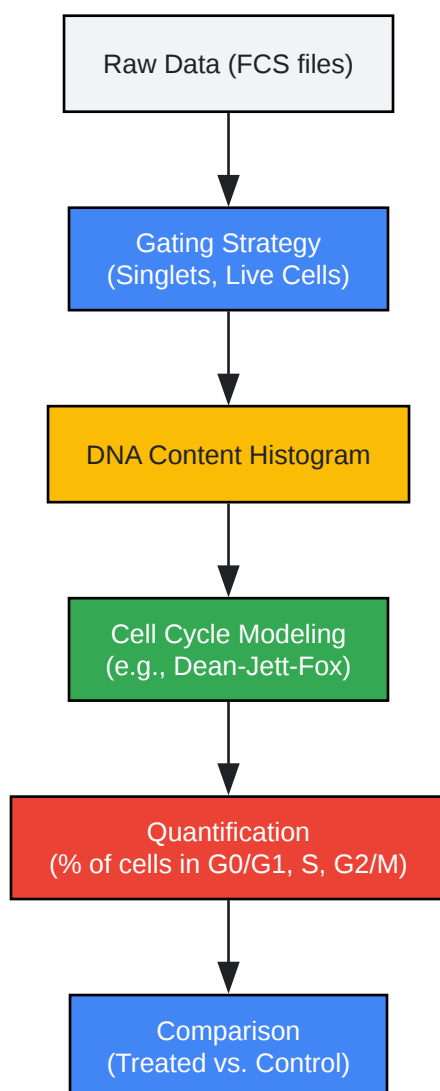 Raw Data (FCS files)
Gating Strategy
(Singlets, Live Cells)
DNA Content Histogram
Cell Cycle Modeling
(e.g., Dean-Jett-Fox)
Quantification
(% of cells in G0/G1, S, G2/M)
Comparison
(Treated vs. Control)